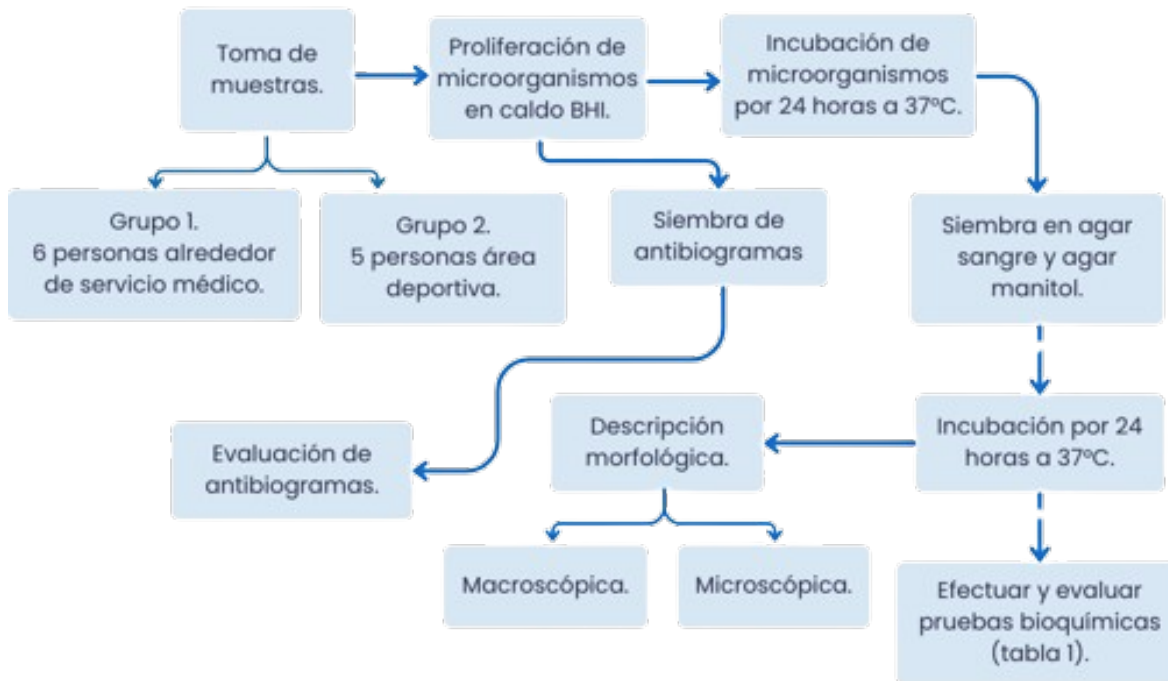 Toma de
muestras.
Proliferación de
microorganismos
en caldo BHI.
Incubación de
microorganismos
por 24 horas a 37ºC.
Grupo 1.
6 personas alrededor
de servicio médico.
Grupo 2.
5 personas área
deportiva.
Siembra de
antibiogramas
Siembra en agar
sangre y agar
manitol.
Evaluación de
antibiogramas.
Descripción
morfológica.
Incubación por 24
horas a 37ºC.
Macroscópica.
Microscópica.
Efectuar y evaluar
pruebas bioquímicas
(tabla 1).